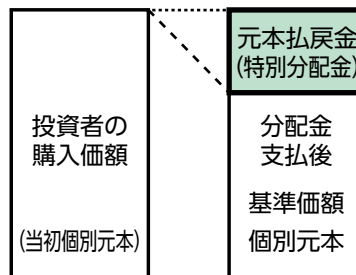 投資者の
購入価額
(当初個別元本)
元本払戻金
(特別分配金)
分配金
支払後
基準価額
個別元本